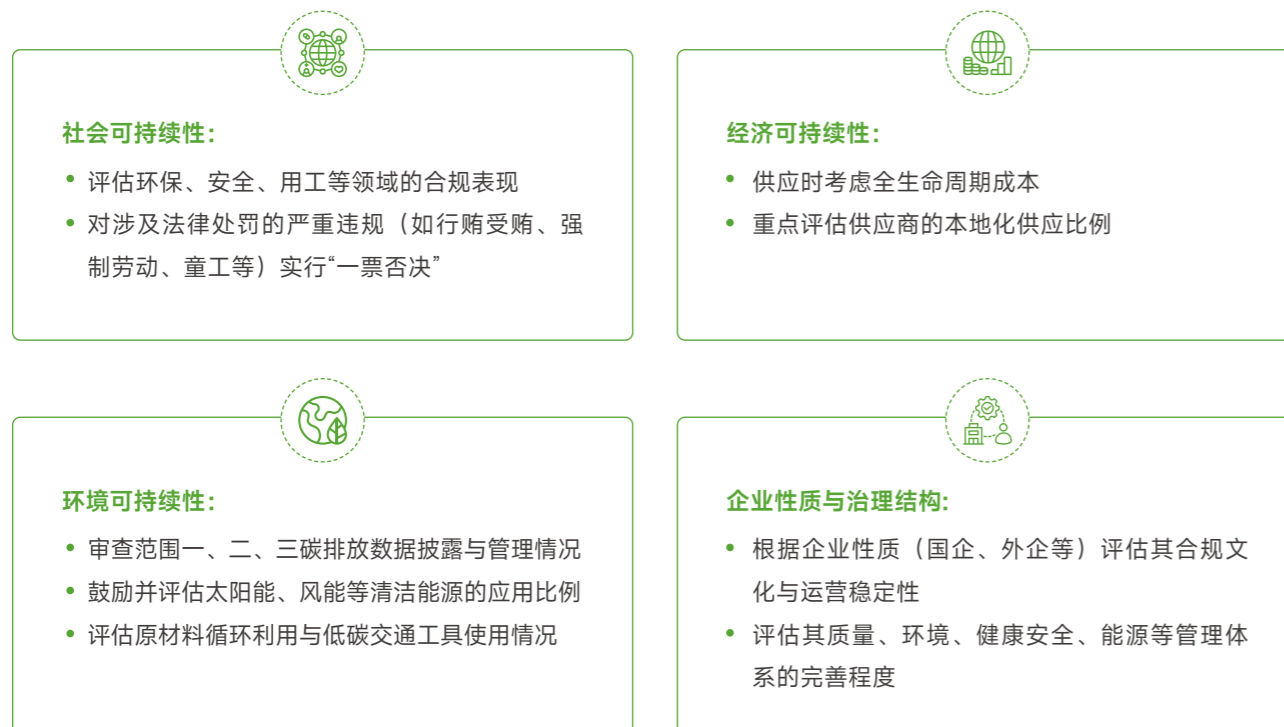 社会可持续性：
• 评估环保、安全、用工等领域的合规表现
• 对涉及法律处罚的严重违规（如行贿受贿、强
制劳动、童工等）实行“一票否决”
经济可持续性：
• 供应时考虑全生命周期成本
• 重点评估供应商的本地化供应比例
环境可持续性：
• 审查范围一、二、三碳排放数据披露与管理情况
• 鼓励并评估太阳能、风能等清洁能源的应用比例
• 评估原材料循环利用与低碳交通工具使用情况
企业性质与治理结构:
• 根据企业性质（国企、外企等）评估其合规文
化与运营稳定性
• 评估其质量、环境、健康安全、能源等管理体
系的完善程度